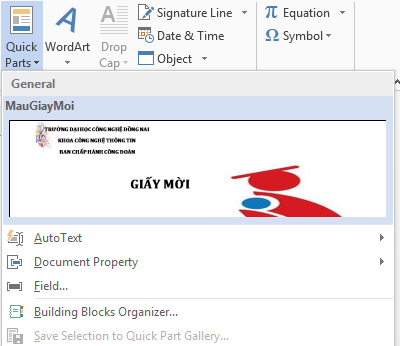 Quick Parts
WordArt
Drop Cap
Signature Line
Date & Time
Object
Equation
Symbol
General
MauGiayMoi
TRƯỜNG ĐẠI HỌC CÔNG NGHỆ ĐỒNG NAI
KHOA CÔNG NGHỆ THÔNG TIN
BAN CHẤP HÀNH CÔNG ĐOÀN
GIẤY MỜI
AutoText
Document Property
Field...
Building Blocks Organizer...
Save Selection to Quick Part Gallery...